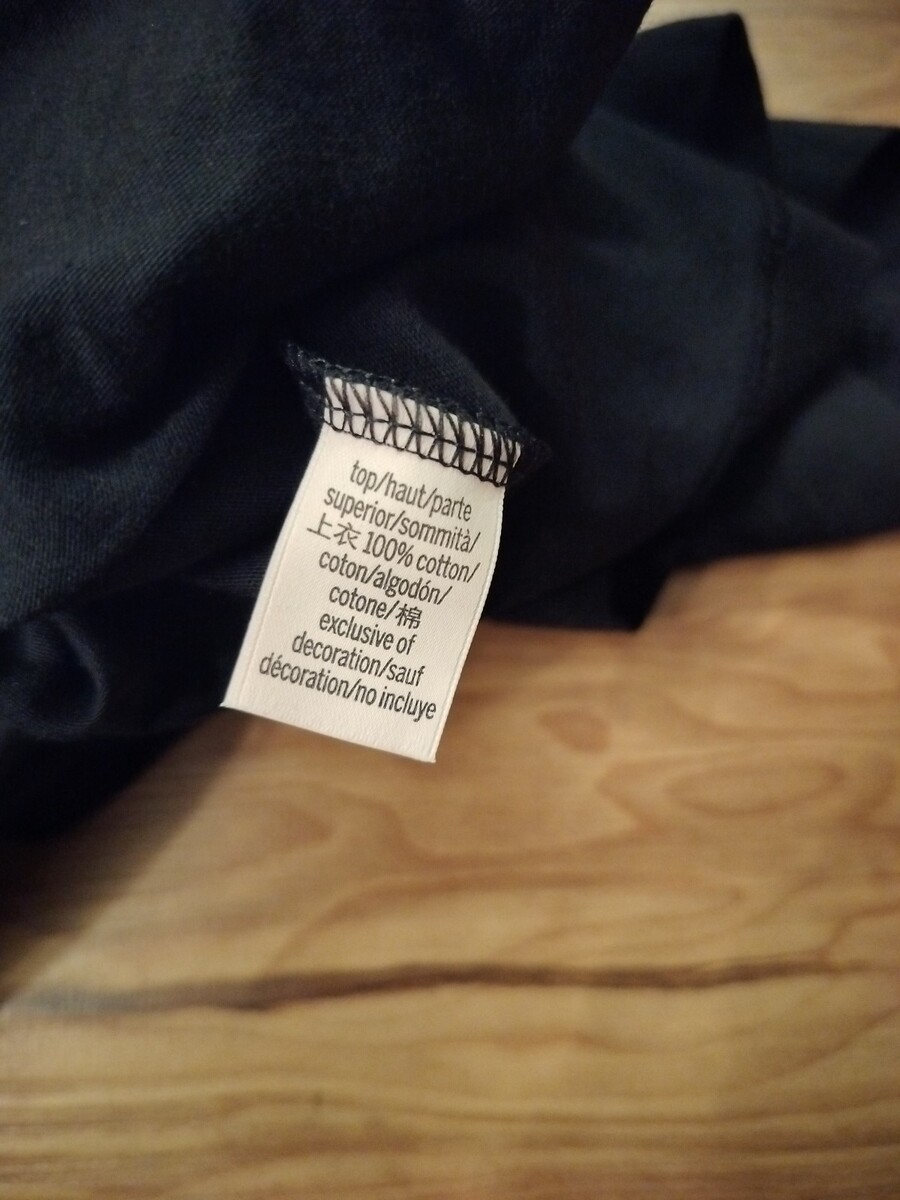 top/haut/parte
superior/sommità/
上衣 100% cotton/
coton/algodón/
cotone/棉
exclusive of
decoration/sauf
décoration/no incluye